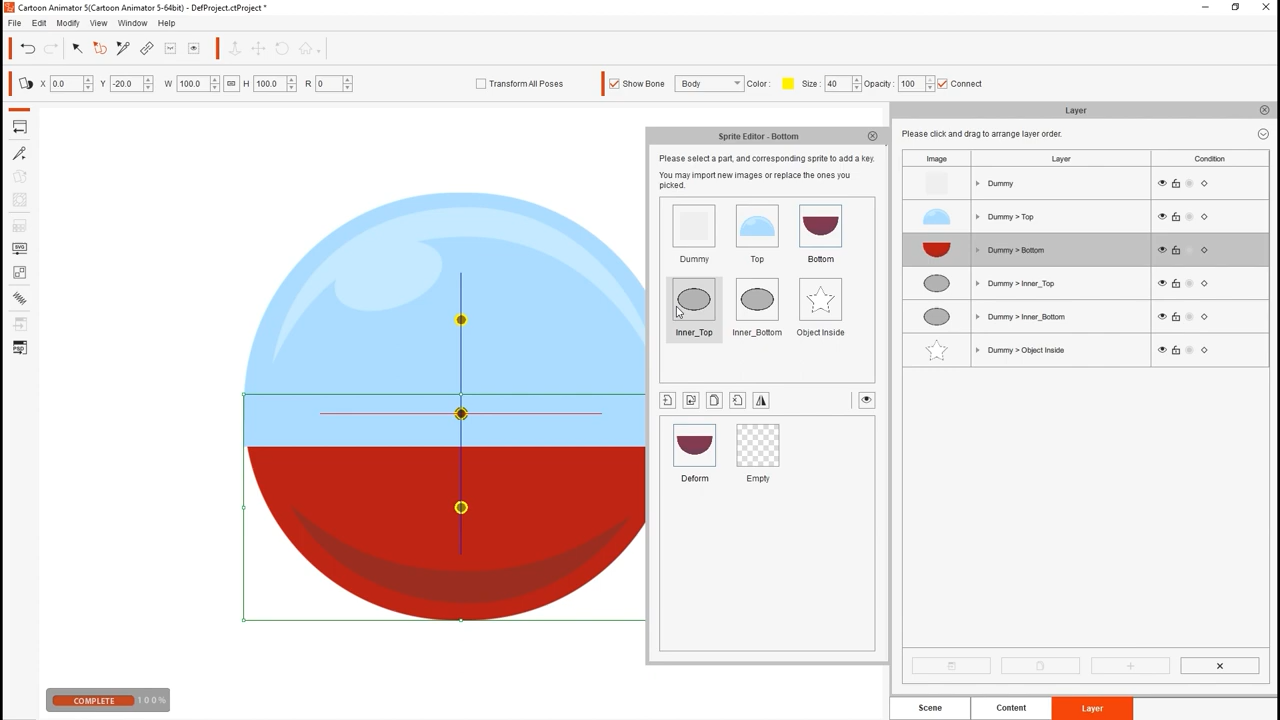 Cartoon Animator 5(Cartoon Animator 5-64bit) - DefProject.ctProject *
File Edit Modify View Window Help
X 0.0 Y -20.0 W 100.0 H 100.0 R 0 Transform All Poses Show Bone Body Color : Size : 40 Opacity : 100 Connect
Layer
Please click and drag to arrange layer order.
Image Layer Condition
Dummy
Dummy > Top
Dummy > Bottom
Dummy > Inner_Top
Dummy > Inner_Bottom
Dummy > Object Inside
Sprite Editor - Bottom
Please select a part, and corresponding sprite to add a key.
You may import new images or replace the ones you
picked.
Dummy Top Bottom
Inner_Top Inner_Bottom Object Inside
Deform Empty
SVG
PSD
COMPLETE 100%
Scene Content Layer